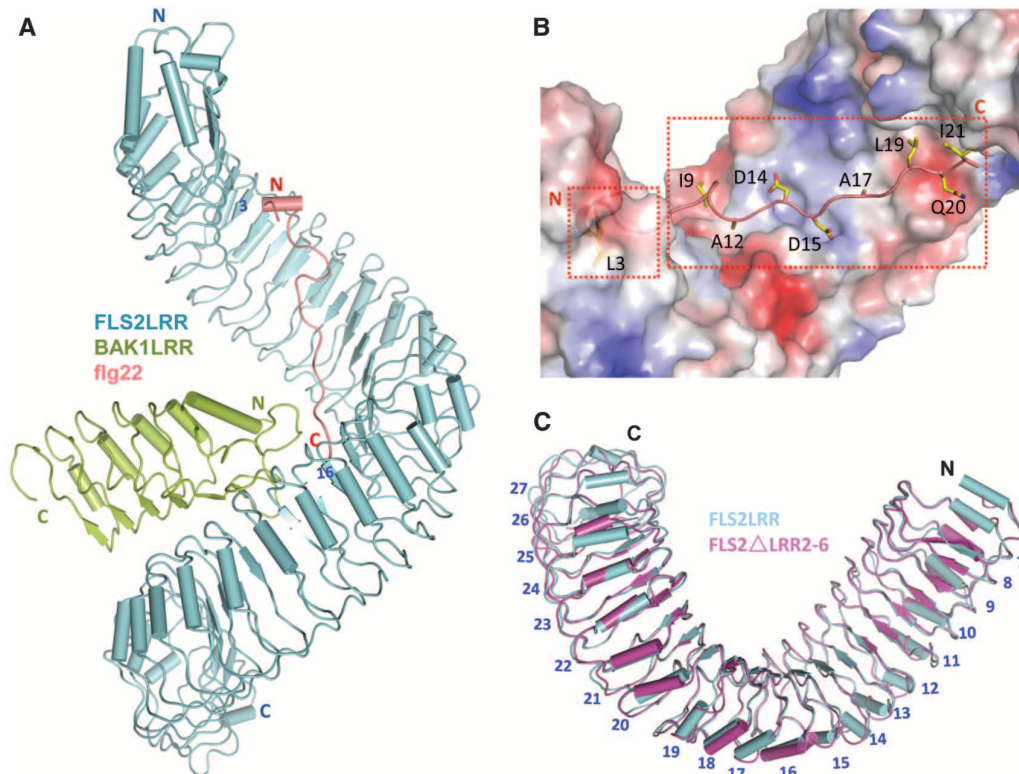 A
N
N
3
FLS2LRR
BAK1LRR
flg22
N
C
16
C
C
B
C
I21
L19
I9
D14
A17
N
Q20
A12
D15
L3
C
C
N
27
FLS2LRR
26
FLS2△LRR2-6
25
7
8
24
9
23
10
22
11
21
12
20
13
19
14
18
15
17
16